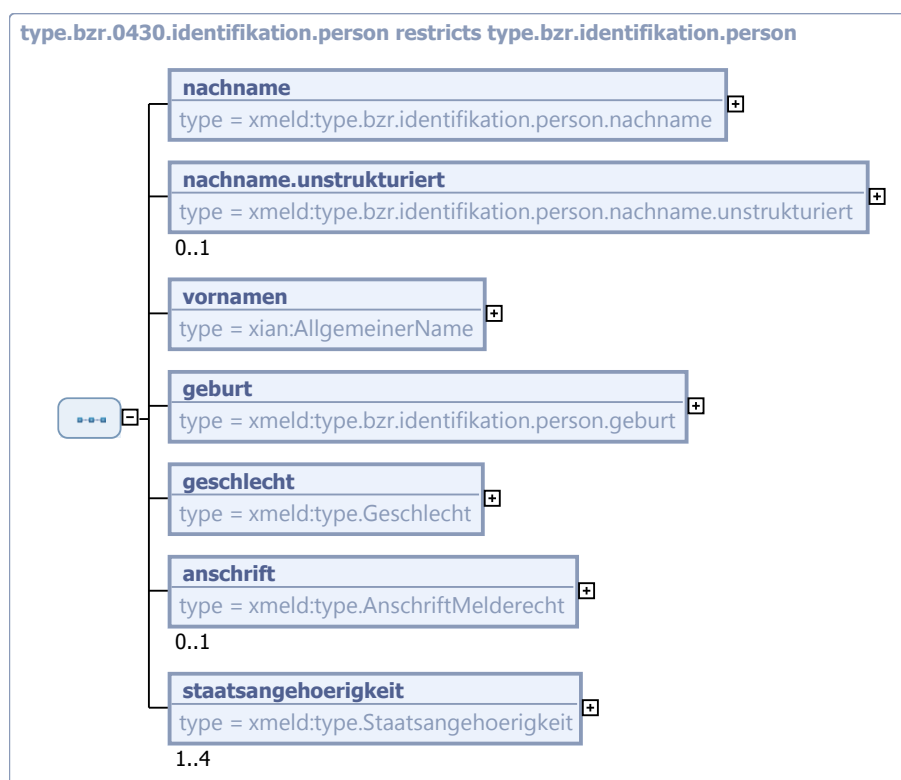 type.bzr.0430.identifikation.person restricts type.bzr.identifikation.person
nachname
type = xmeld:type.bzr.identifikation.person.nachname
nachname.unstrukturiert
type = xmeld:type.bzr.identifikation.person.nachname.unstrukturiert
0..1
vornamen
type = xian:AllgemeinerName
geburt
type = xmeld:type.bzr.identifikation.person.geburt
geschlecht
type = xmeld:type.Geschlecht
anschrift
type = xmeld:type.AnschriftMelderecht
0..1
staatsangehoerigkeit
type = xmeld:type.Staatsangehoerigkeit
1..4